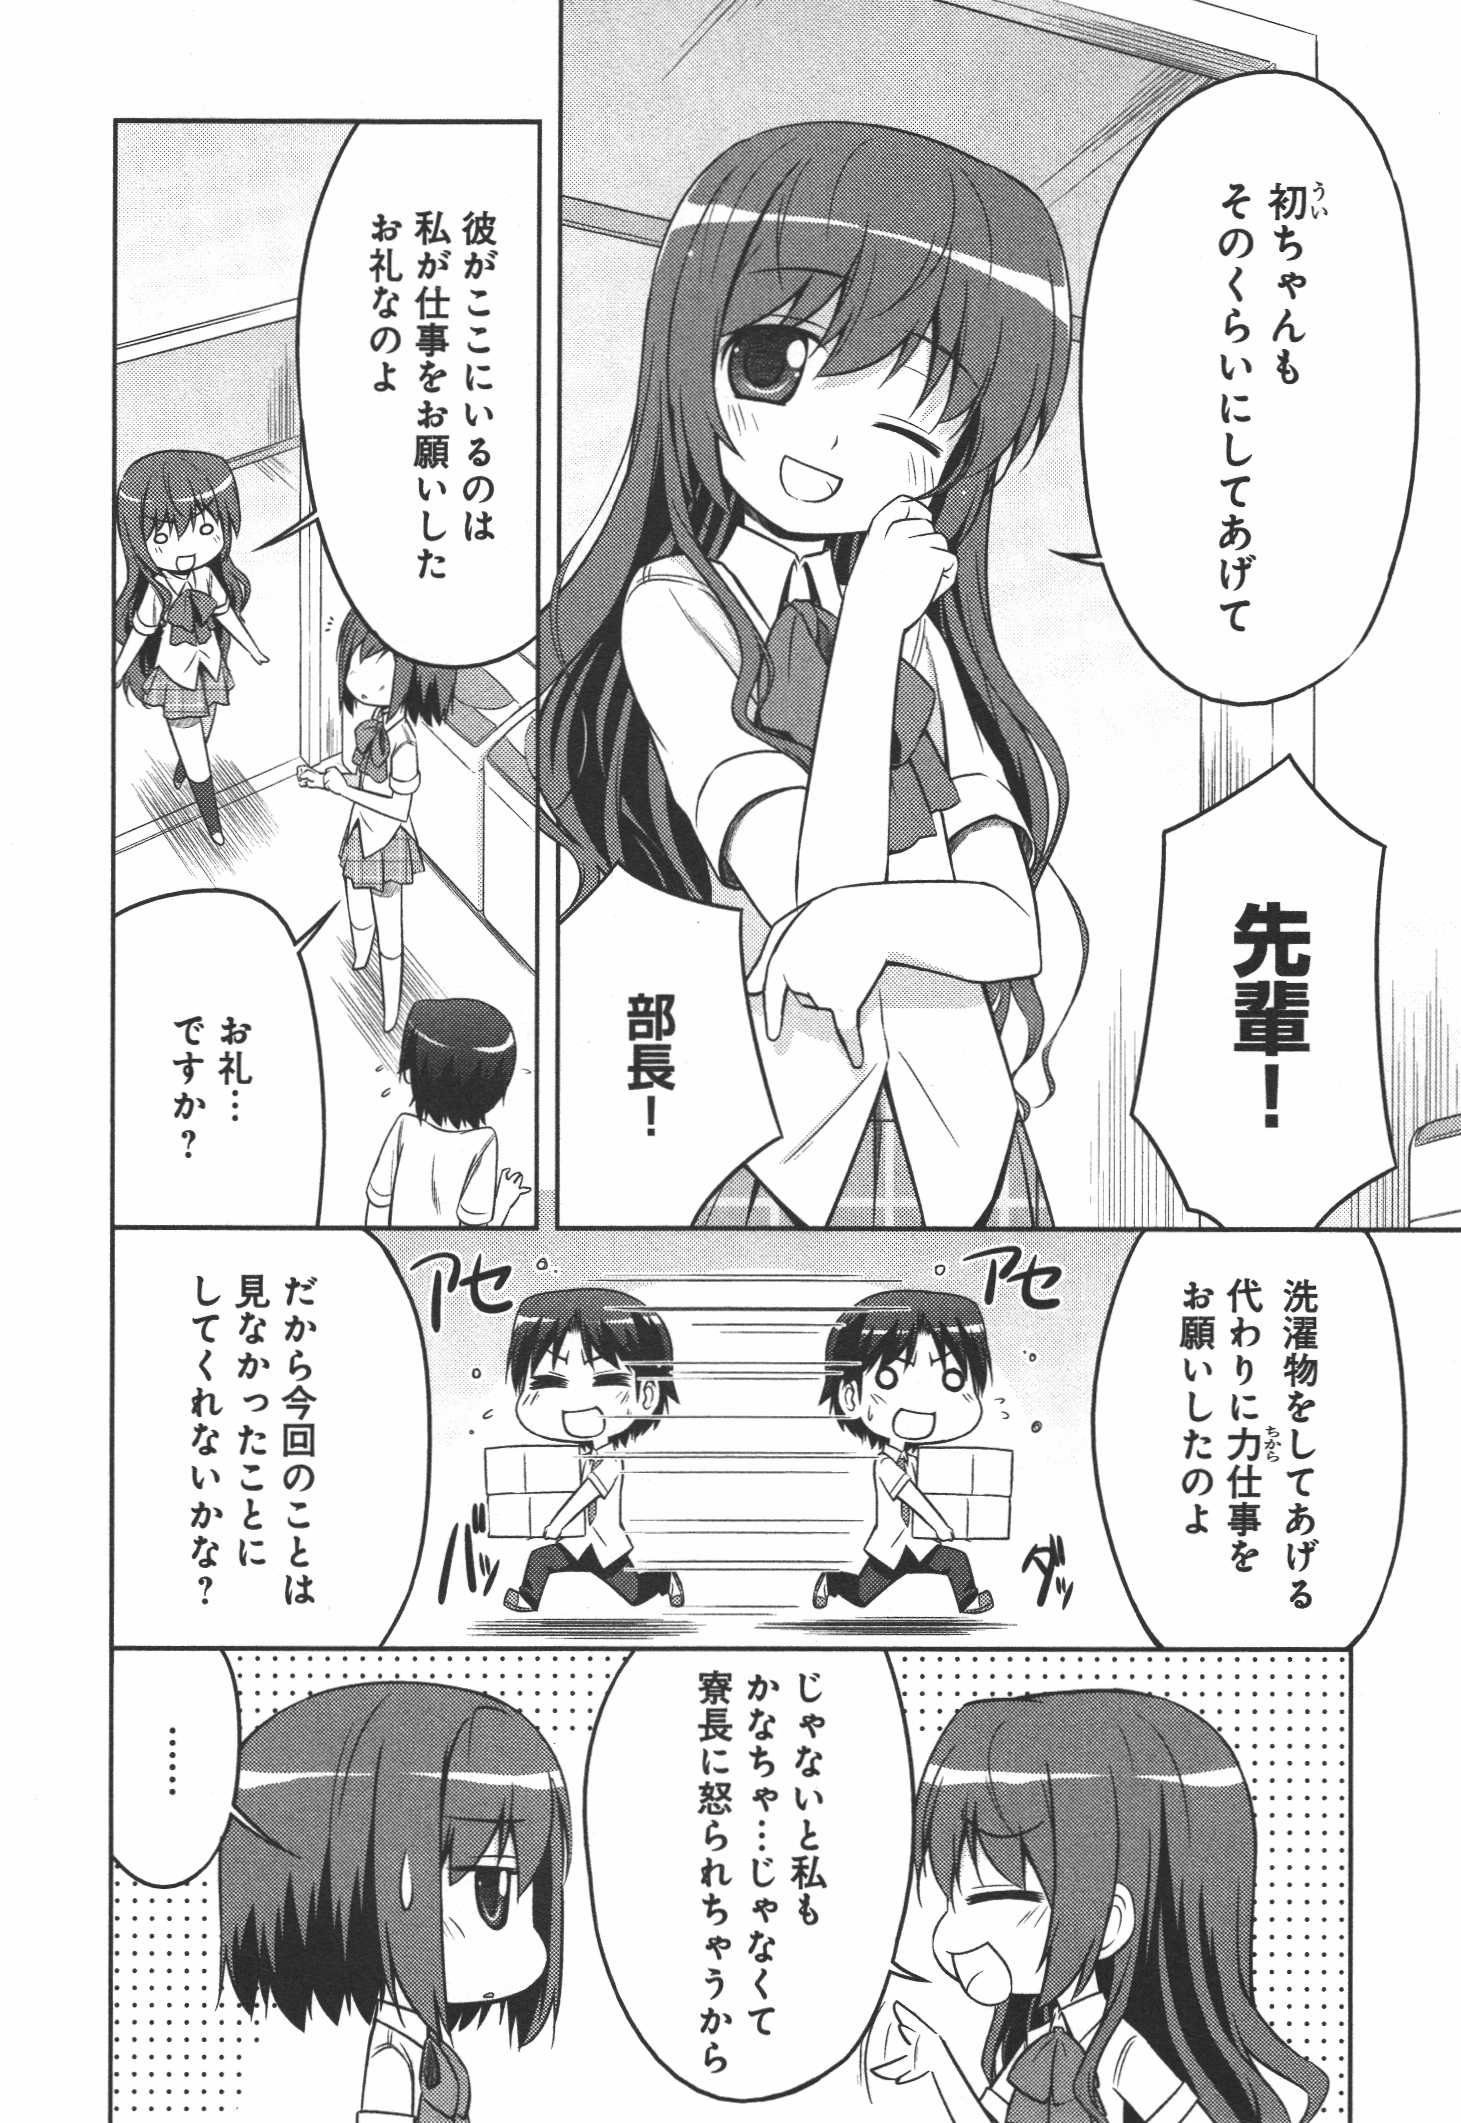 初ちゃんも
うい
そのくらいにしてあげて
先輩！
部長！
彼がここにいるのは
私が仕事をお願いした
お礼なのよ
お礼…
ですか？
洗濯物をしてあげる
代わりに力仕事を
ちから
お願いしたのよ
アセ
アセ
ダッ
バッ
だから今回のことは
見なかったことに
してくれないかな？
じゃないと私も
かなちゃ…じゃなくて
寮長に怒られちゃうから
……